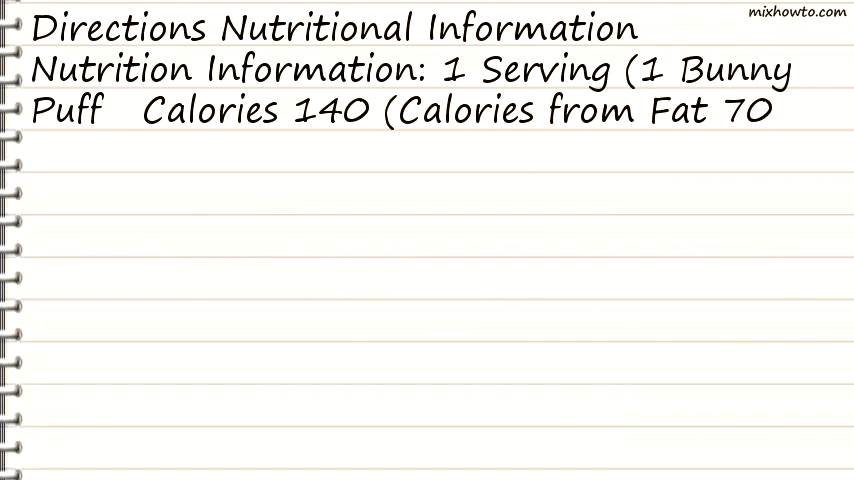 mixhowto.com
Directions Nutritional Information
Nutrition Information: 1 Serving (1 Bunny
Puff   Calories 140 (Calories from Fat 70